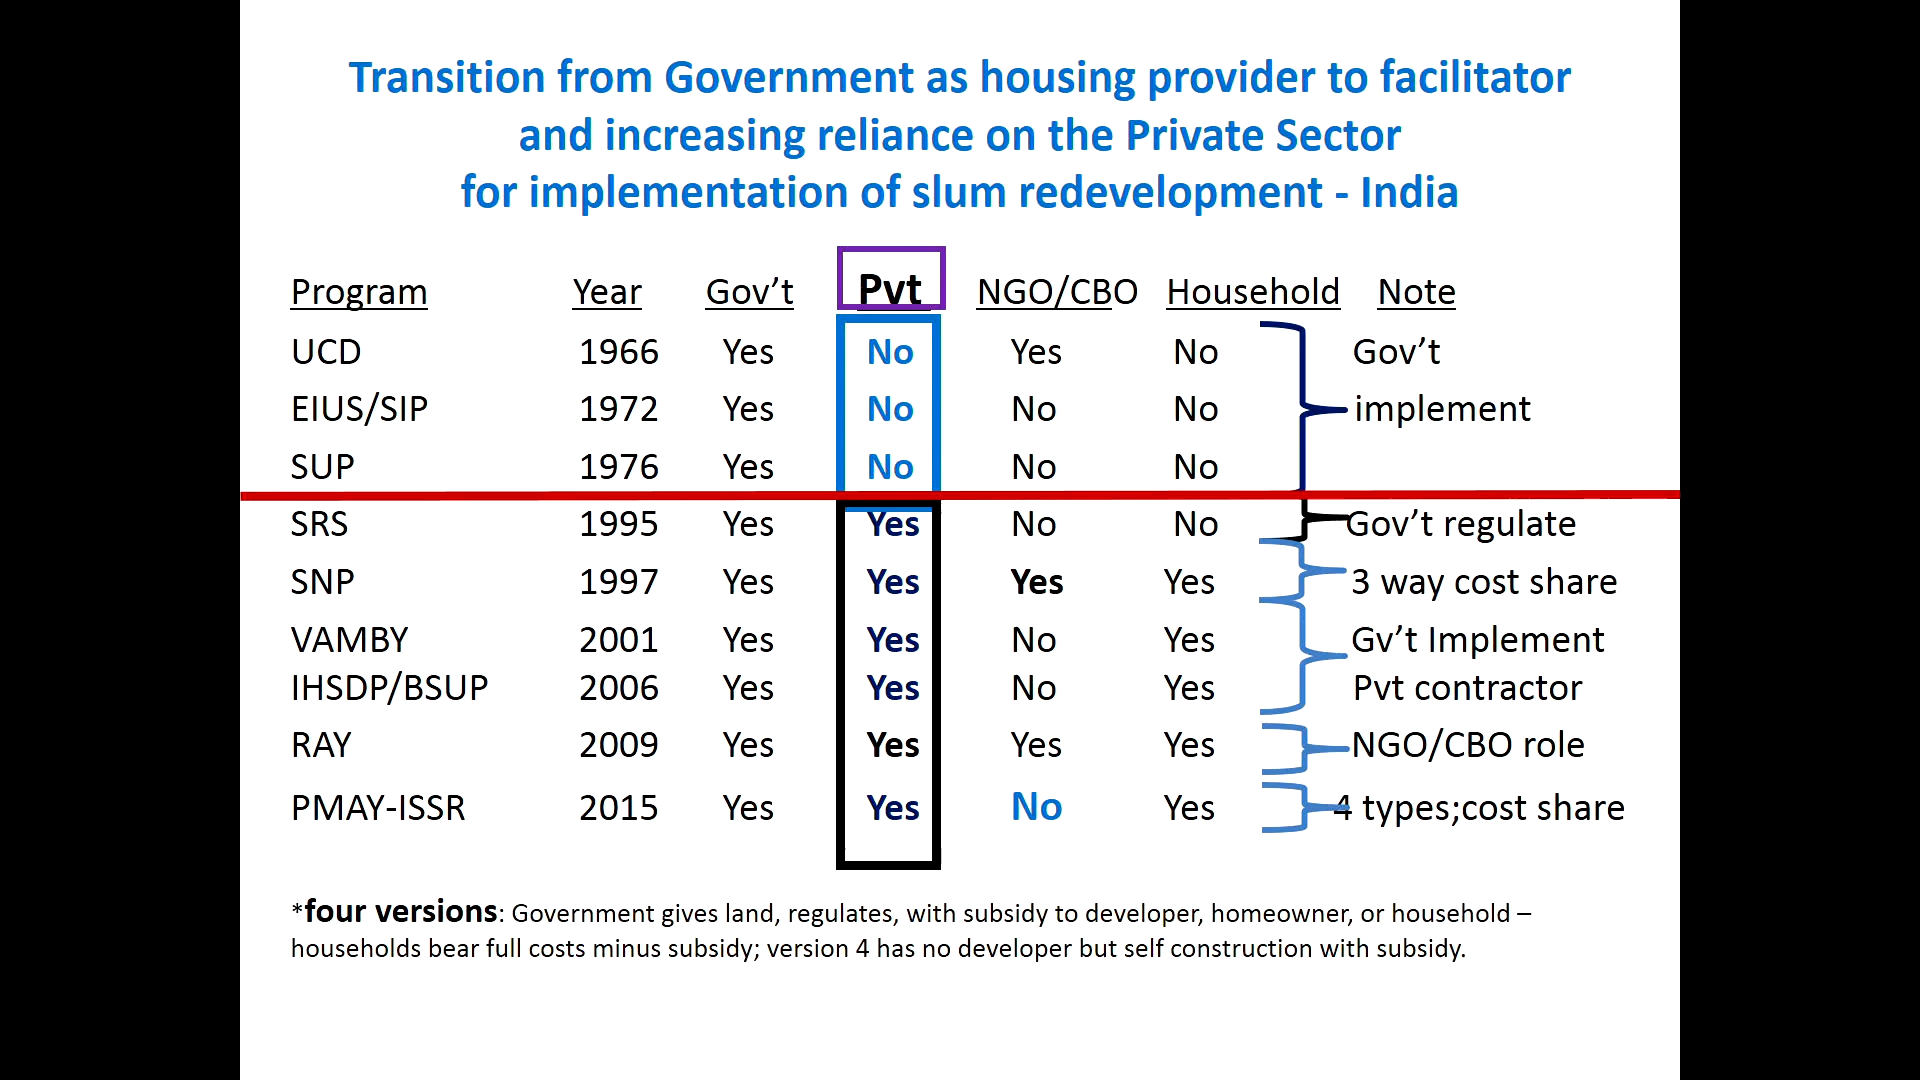 Transition from Government as housing provider to facilitator
and increasing reliance on the Private Sector
for implementation of slum redevelopment - India
Program Year Gov’t Pvt NGO/CBO Household Note
UCD 1966 Yes No Yes No Gov’t
EIUS/SIP 1972 Yes No No No implement
SUP 1976 Yes No No No
SRS 1995 Yes Yes No No Gov’t regulate
SNP 1997 Yes Yes Yes Yes 3 way cost share
VAMBY 2001 Yes Yes No Yes Gv’t Implement
IHSDP/BSUP 2006 Yes Yes No Yes Pvt contractor
RAY 2009 Yes Yes Yes Yes NGO/CBO role
PMAY-ISSR 2015 Yes Yes No Yes 4 types;cost share
*four versions: Government gives land, regulates, with subsidy to developer, homeowner, or household –
households bear full costs minus subsidy; version 4 has no developer but self construction with subsidy.